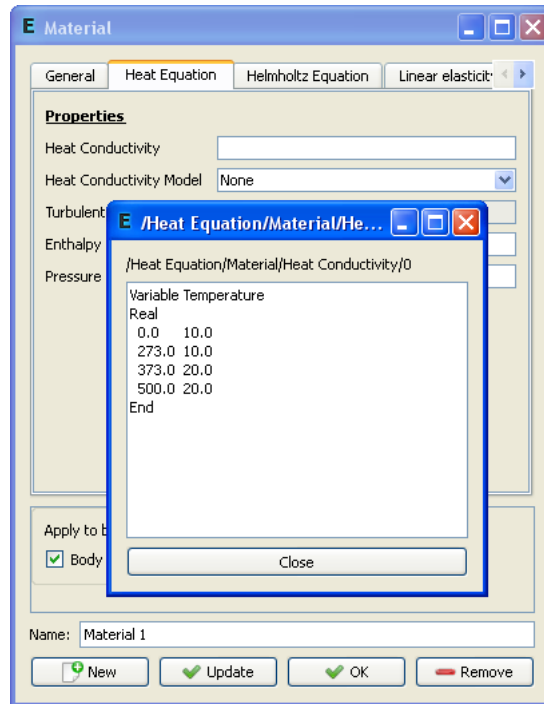 E Material
General Heat Equation Helmholtz Equation Linear elasticit
Properties
Heat Conductivity
Heat Conductivity Model None
Turbulent
Enthalpy
Pressure
E /Heat Equation/Material/He...
/Heat Equation/Material/Heat Conductivity/0
Variable Temperature
Real
0.0 10.0
273.0 10.0
373.0 20.0
500.0 20.0
End
Close
Apply to b
Body
Name: Material 1
New Update OK Remove